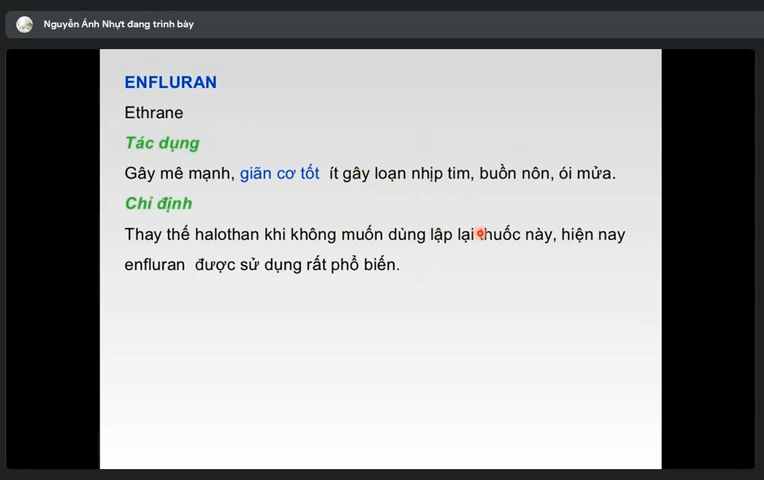 Nguyễn Ánh Nhựt đang trình bày
ENFLURAN
Ethrane
Tác dụng
Gây mê mạnh, giãn cơ tốt ít gây loạn nhịp tim, buồn nôn, ói mửa.
Chỉ định
Thay thế halothan khi không muốn dùng lập lại thuốc này, hiện nay
enfluran được sử dụng rất phổ biến.